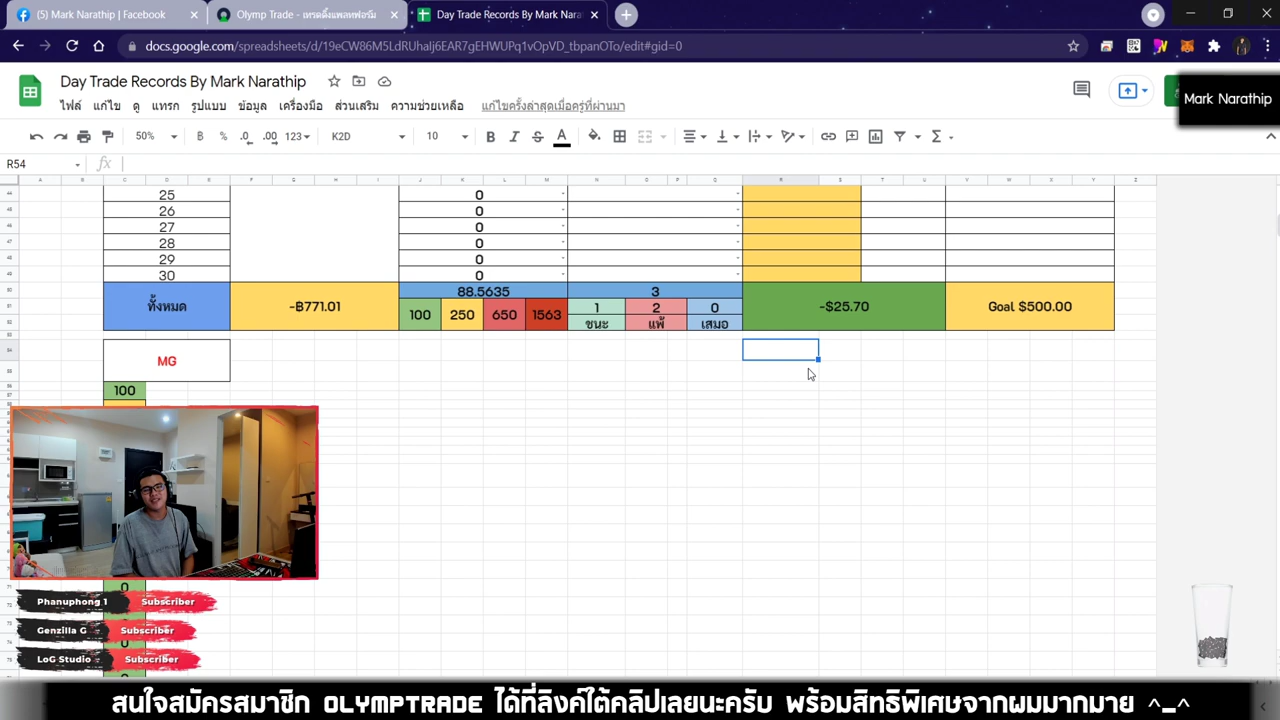 (5) Mark Narathip | Facebook
Olymp Trade - เทรดดิ้งแพลทฟอร์ม
Day Trade Records By Mark Narat
docs.google.com/spreadsheets/d/19eCW86M5LdRUhaIj6EAR7gEHWUPq1vOpVD_tbpanOTo/edit#gid=0
Day Trade Records By Mark Narathip
ไฟล์ แก้ไข ดู แทรก รูปแบบ ข้อมูล เครื่องมือ ส่วนเสริม ความช่วยเหลือ แก้ไขครั้งล่าสุดเมื่อครู่ที่ผ่านมา
Mark Narathip
50% ฿ % .0 .00 123 K2D 10 B I S A Σ
R54 fx
A B C D E F G H I J K L M N O P Q R S T U V W X Y Z
25 0
26 0
27 0
28 0
29 0
30 0
ทั้งหมด -฿771.01 88.5635 3 -$25.70 Goal $500.00
100 250 650 1563 1 2 0
ชนะ แพ้ เสมอ
MG
100
0
Phanuphong 1 Subscriber
Genzilla G Subscriber
0
LoG Studio Subscriber
สนใจสมัครสมาชิก OLYMPTRADE ได้ที่ลิงค์ใต้คลิปเลยนะครับ พร้อมสิทธิพิเศษจากผมมากมาย ^_^